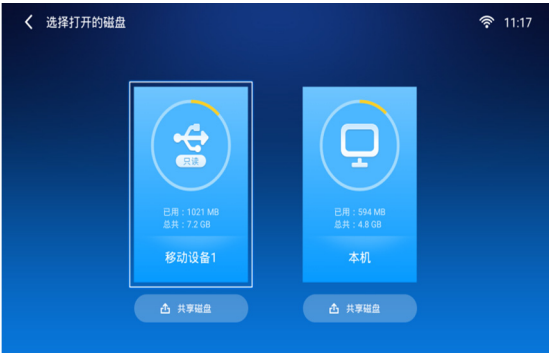 选择打开的磁盘
11:17
只读
已用：1021 MB
总共：7.2 GB
移动设备1
共享磁盘
已用：594 MB
总共：4.8 GB
本机
共享磁盘